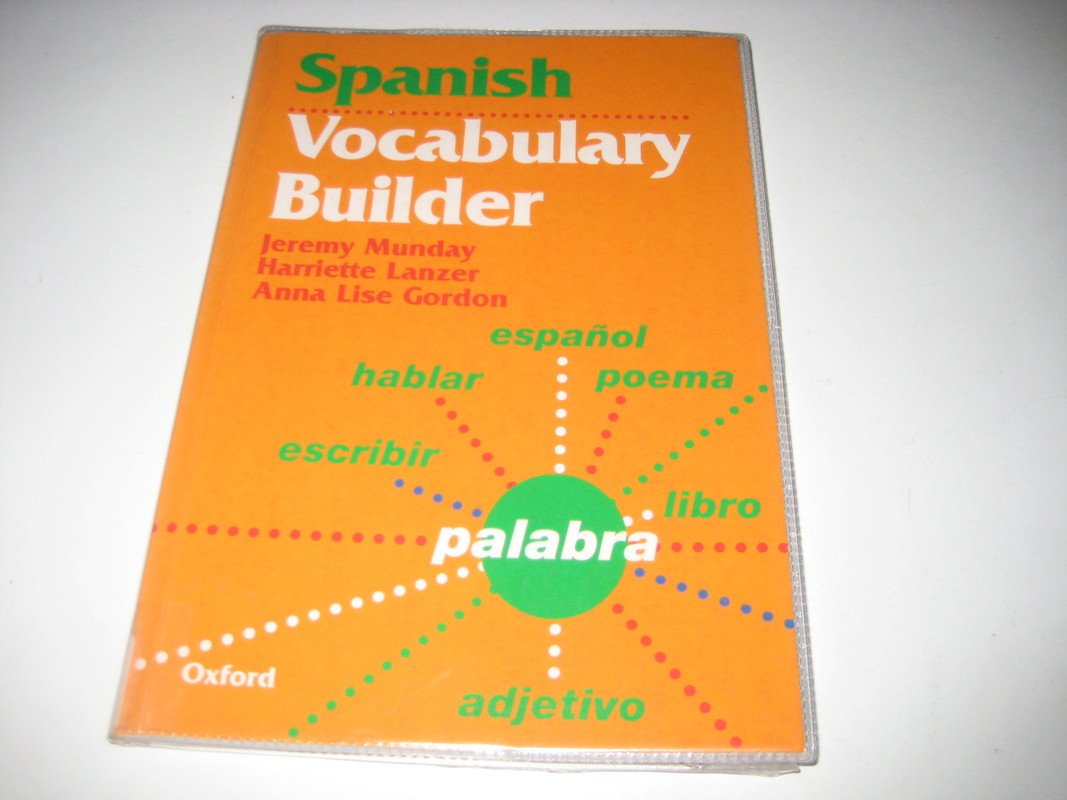 Spanish
Vocabulary
Builder
Jeremy Munday
Harriette Lanzer
Anna Lise Gordon
español
hablar
poema
escribir
libro
palabra
Oxford
adjetivo